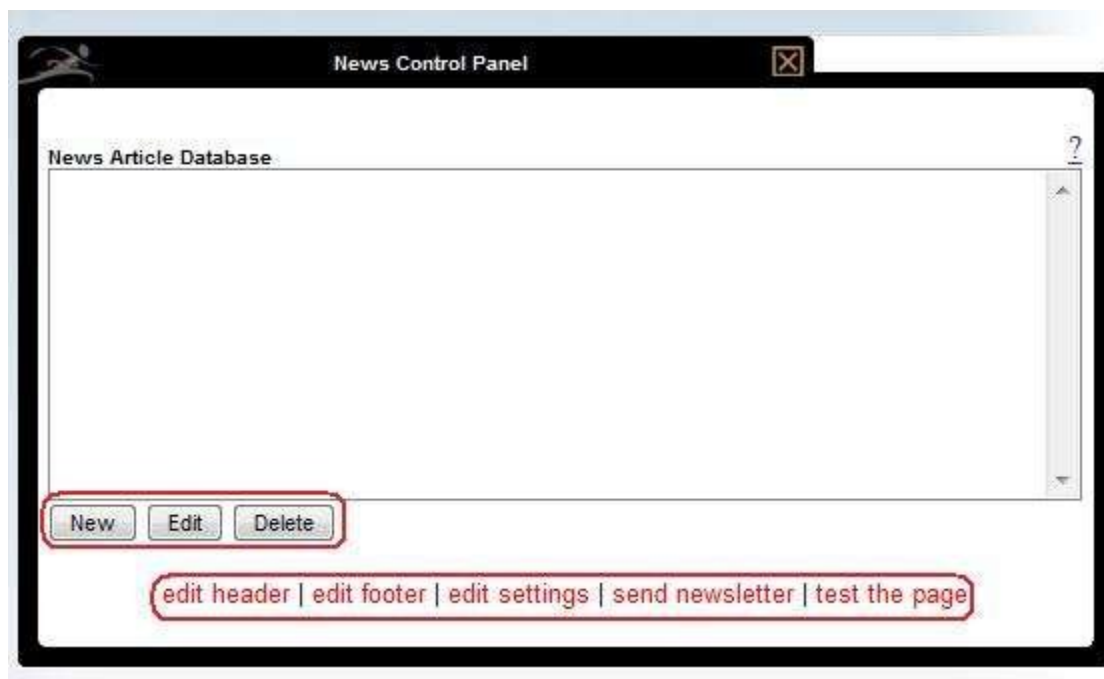 News Control Panel
?
News Article Database
New Edit Delete
edit header | edit footer | edit settings | send newsletter | test the page